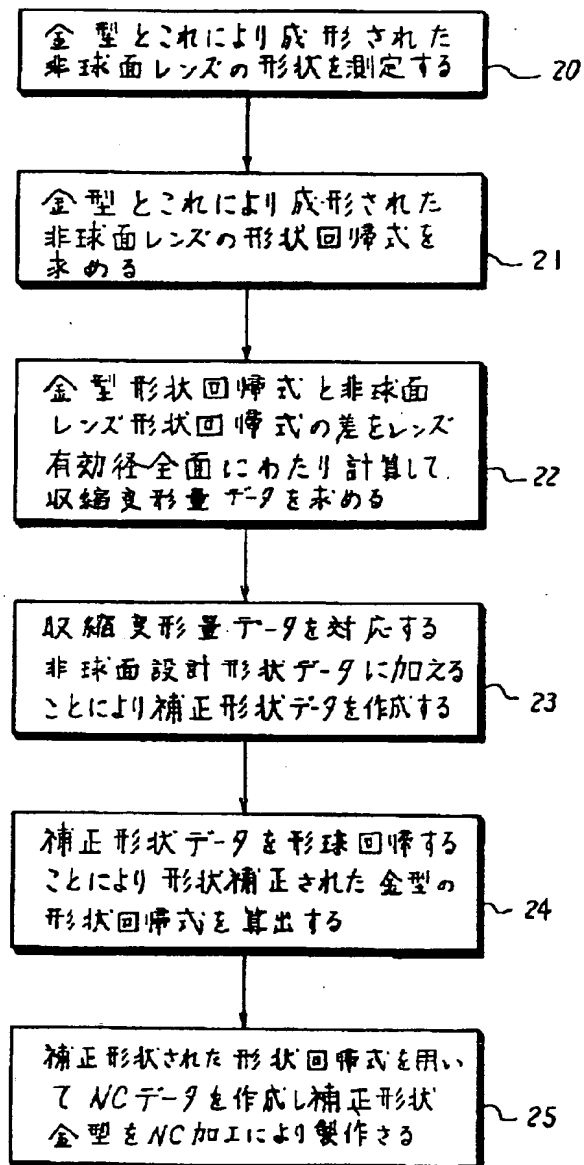 金型とこれにより成形された
非球面レンズの形状を測定する
20
金型とこれにより成形された
非球面レンズの形状回帰式を
求める
21
金型形状回帰式と非球面
レンズ形状回帰式の差をレンズ
有効径全面にわたり計算して
収縮変形量データを求める
22
収縮変形量データを対応する
非球面設計形状データに加える
ことにより補正形状データを作成する
23
補正形状データを形球回帰する
ことにより形状補正された金型の
形状回帰式を算出する
24
補正形状された形状回帰式を用い
てNCデータを作成し補正形状
金型をNC加工により製作さる
25